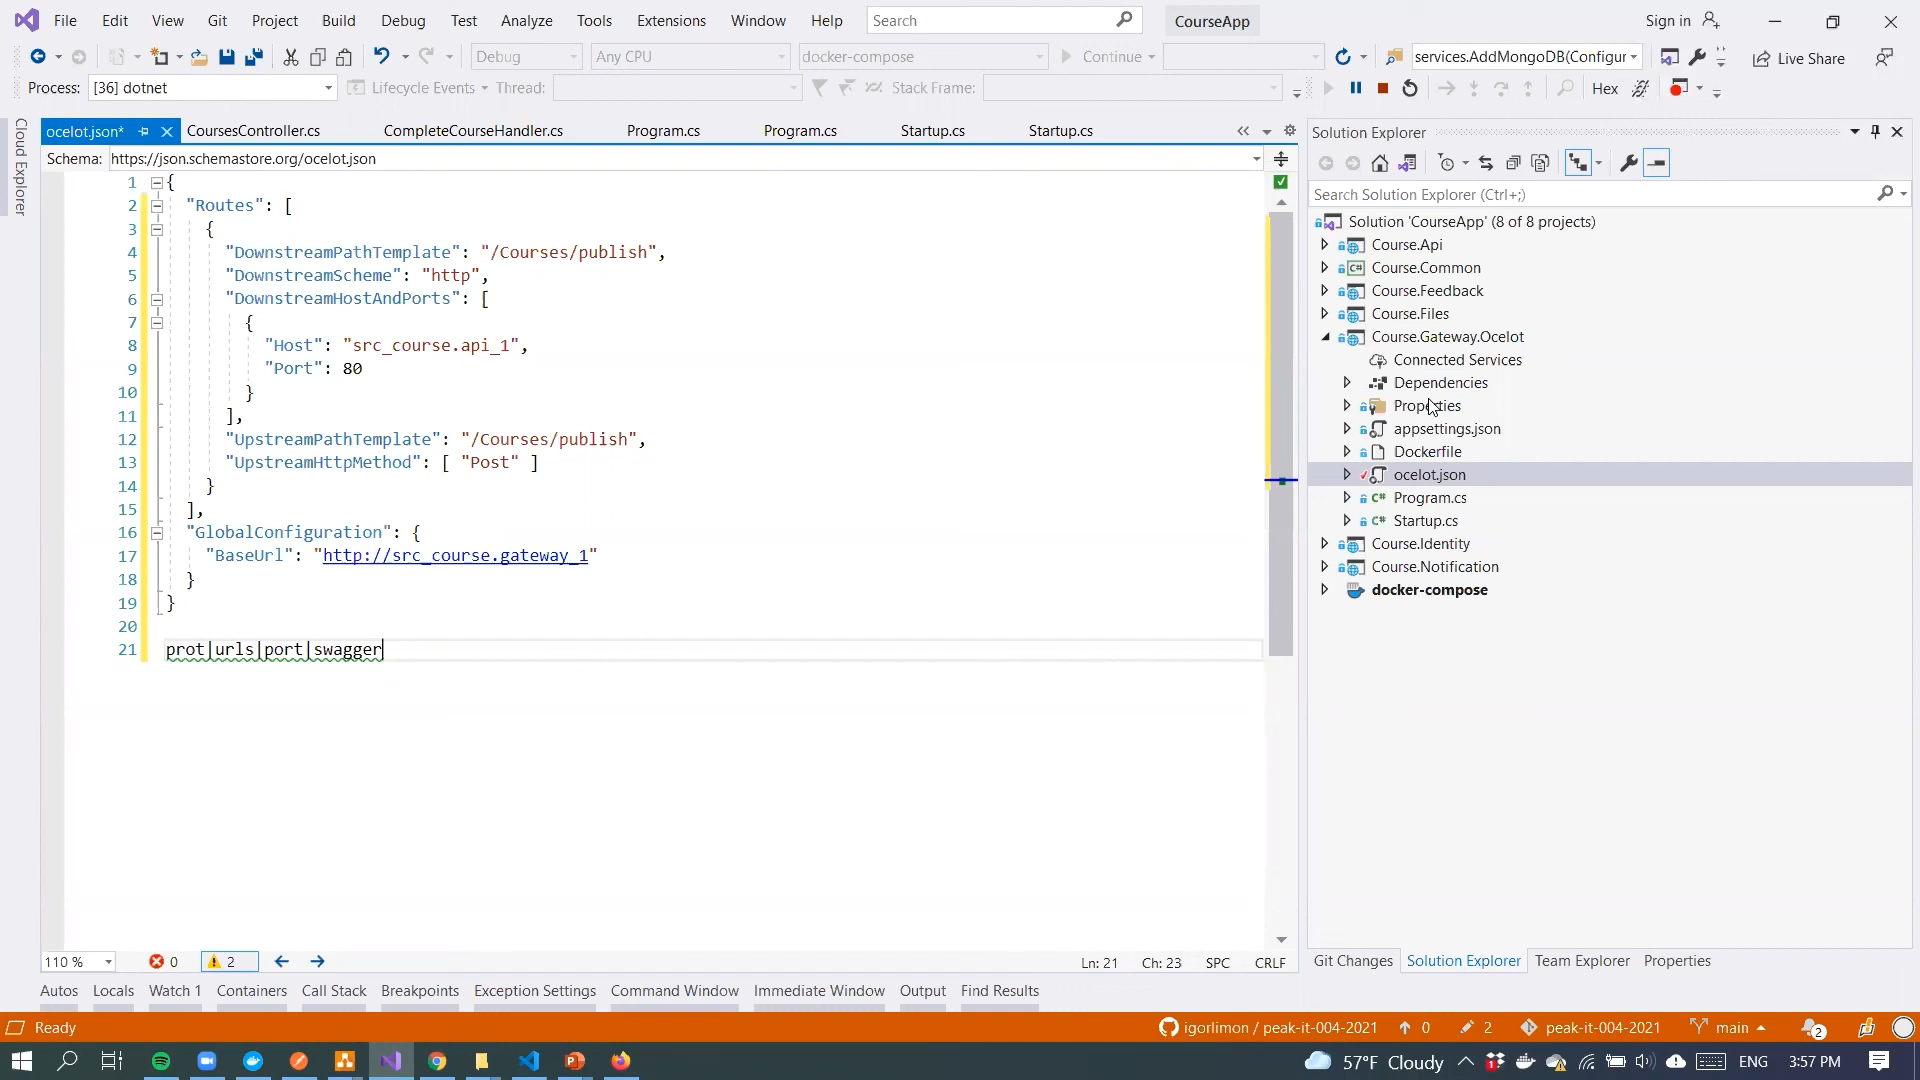 File Edit View Git Project Build Debug Test Analyze Tools Extensions Window Help Search CourseApp Sign in
Debug Any CPU docker-compose Continue services.AddMongoDB(Configur Live Share
Process: [36] dotnet Lifecycle Events Thread: Stack Frame: Hex
Cloud Explorer
ocelot.json* CoursesController.cs CompleteCourseHandler.cs Program.cs Program.cs Startup.cs Startup.cs
Schema: https://json.schemastore.org/ocelot.json
1 {
2 "Routes": [
3 {
4 "DownstreamPathTemplate": "/Courses/publish",
5 "DownstreamScheme": "http",
6 "DownstreamHostAndPorts": [
7 {
8 "Host": "src_course.api_1",
9 "Port": 80
10 }
11 ],
12 "UpstreamPathTemplate": "/Courses/publish",
13 "UpstreamHttpMethod": [ "Post" ]
14 }
15 ],
16 "GlobalConfiguration": {
17 "BaseUrl": "http://src_course.gateway_1"
18 }
19 }
20
21 prot|urls|port|swagger
110 % 0 2 Ln: 21 Ch: 23 SPC CRLF
Solution Explorer
Search Solution Explorer (Ctrl+;)
Solution 'CourseApp' (8 of 8 projects)
Course.Api
C# Course.Common
Course.Feedback
Course.Files
Course.Gateway.Ocelot
Connected Services
Dependencies
Properties
appsettings.json
Dockerfile
ocelot.json
C# Program.cs
C# Startup.cs
Course.Identity
Course.Notification
docker-compose
Git Changes Solution Explorer Team Explorer Properties
Autos Locals Watch 1 Containers Call Stack Breakpoints Exception Settings Command Window Immediate Window Output Find Results
Ready igorlimon / peak-it-004-2021 0 2 peak-it-004-2021 main 2
57°F Cloudy ENG 3:57 PM